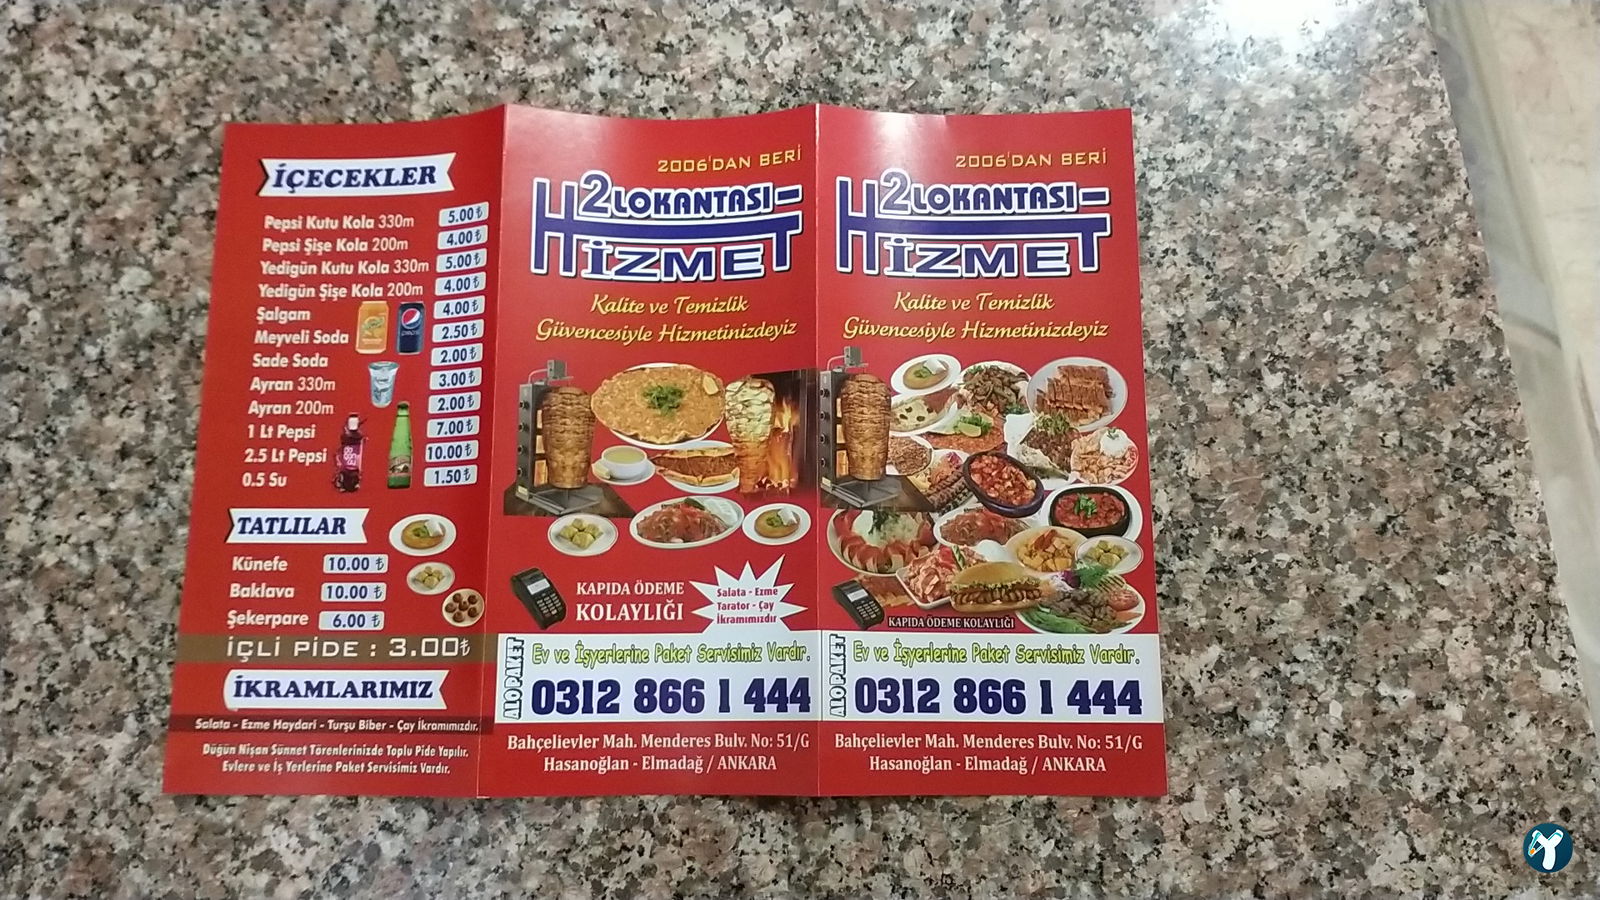 İÇECEKLER
Pepsi Kutu Kola 330m 5.00 ₺
Pepsi Şişe Kola 200m 4.00 ₺
Yedigün Kutu Kola 330m 5.00 ₺
Yedigün Şişe Kola 200m 4.00 ₺
Şalgam 4.00 ₺
Meyveli Soda 2.50 ₺
Sade Soda 2.00 ₺
Ayran 330m 3.00 ₺
Ayran 200m 2.00 ₺
1 Lt Pepsi 7.00 ₺
2.5 Lt Pepsi 10.00 ₺
0.5 Su 1.50 ₺
TATLILAR
Künefe 10.00 ₺
Baklava 10.00 ₺
Şekerpare 6.00 ₺
İÇLİ PİDE : 3.00₺
İKRAMLARIMIZ
Salata - Ezme Haydari - Turşu Biber - Çay İkramımızdır.
Düğün Nişan Sünnet Törenlerinizde Toplu Pide Yapılır.
Evlere ve İş Yerlerine Paket Servisimiz Vardır.
2006'DAN BERİ
2 LOKANTASI
HİZMET
Kalite ve Temizlik
Güvencesiyle Hizmetinizdeyiz
KAPIDA ÖDEME
KOLAYLIĞI
Salata - Ezme
Tarator - Çay
İkramımızdır
ALO PAKET
Ev ve İşyerlerine Paket Servisimiz Vardır.
0312 866 1 444
Bahçelievler Mah. Menderes Bulv. No: 51/G
Hasanoğlan - Elmadağ / ANKARA
2006'DAN BERİ
2 LOKANTASI
HİZMET
Kalite ve Temizlik
Güvencesiyle Hizmetinizdeyiz
KAPIDA ÖDEME KOLAYLIĞI
ALO PAKET
Ev ve İşyerlerine Paket Servisimiz Vardır.
0312 866 1 444
Bahçelievler Mah. Menderes Bulv. No: 51/G
Hasanoğlan - Elmadağ / ANKARA